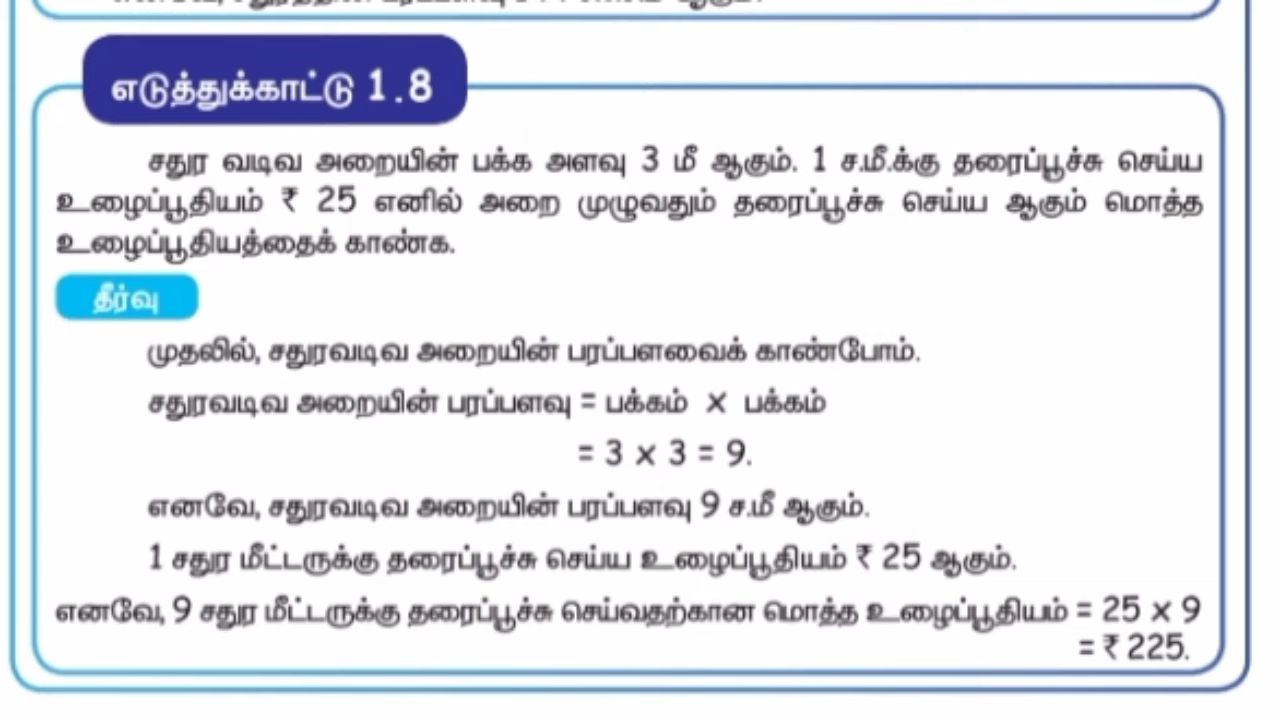 எடுத்துக்காட்டு 1.8
சதுர வடிவ அறையின் பக்க அளவு 3 மீ ஆகும். 1 ச.மீ.க்கு தரைப்பூச்சு செய்ய
உழைப்பூதியம் ₹ 25 எனில் அறை முழுவதும் தரைப்பூச்சு செய்ய ஆகும் மொத்த
உழைப்பூதியத்தைக் காண்க.
தீர்வு
முதலில், சதுரவடிவ அறையின் பரப்பளவைக் காண்போம்.
சதுரவடிவ அறையின் பரப்பளவு = பக்கம் x பக்கம்
= 3 x 3 = 9.
எனவே, சதுரவடிவ அறையின் பரப்பளவு 9 ச.மீ ஆகும்.
1 சதுர மீட்டருக்கு தரைப்பூச்சு செய்ய உழைப்பூதியம் ₹ 25 ஆகும்.
எனவே, 9 சதுர மீட்டருக்கு தரைப்பூச்சு செய்வதற்கான மொத்த உழைப்பூதியம் = 25 x 9
= ₹ 225.